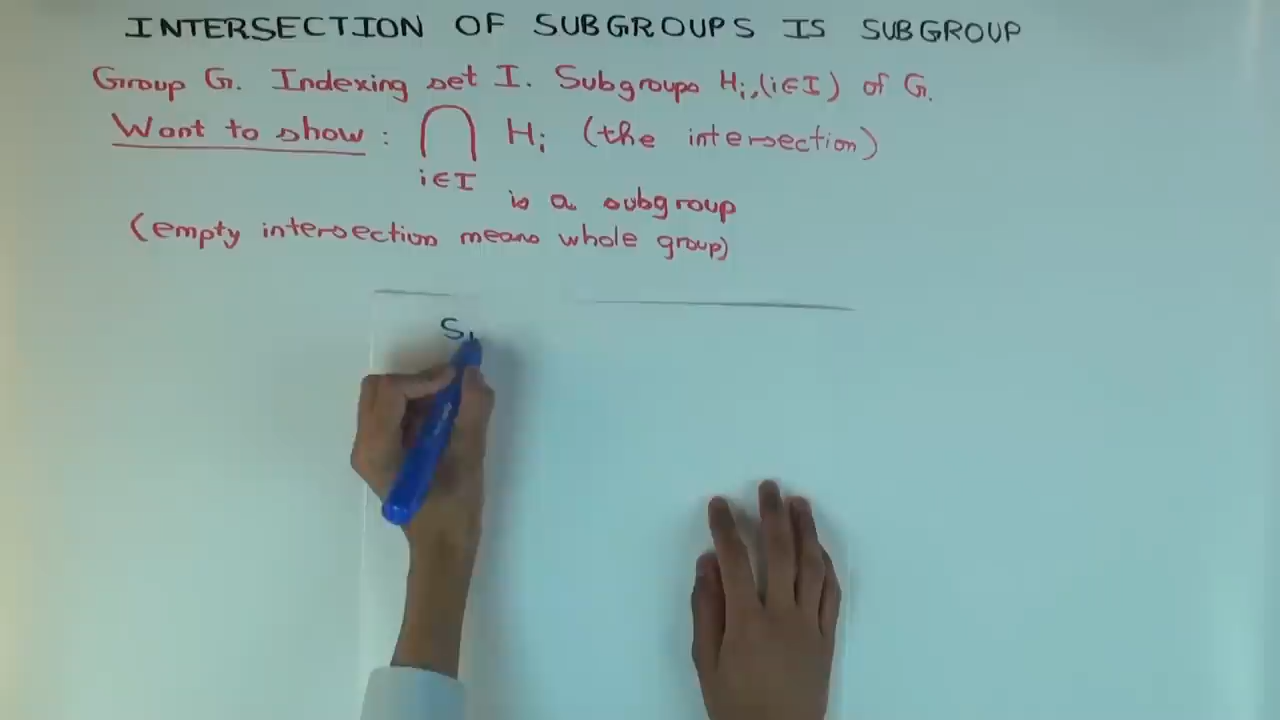 INTERSECTION OF SUBGROUPS IS SUBGROUP
Group G. Indexing set I. Subgroups Hi, (i∈I) of G.
Want to show: ⋂ Hi (the intersection)
i∈I
is a subgroup
(empty intersection means whole group)